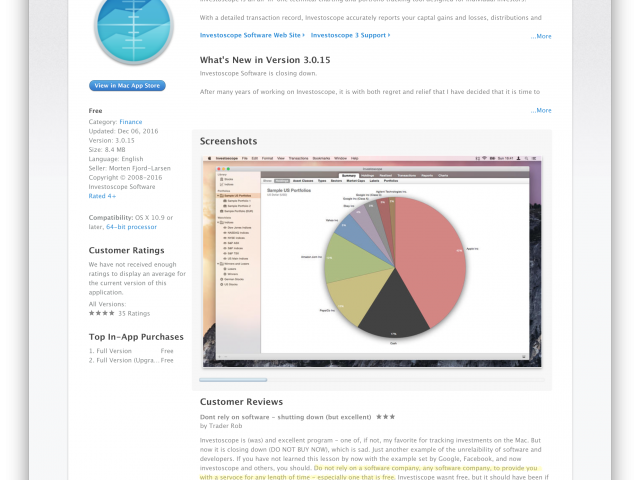 With a detailed transaction record, Investoscope accurately reports your captal gains and losses, distributions and
Investoscope Software Web Site
Investoscope 3 Support
...More
View in Mac App Store
What's New in Version 3.0.15
Investoscope Software is closing down.
After many years of working on Investoscope, it is with both regret and relief that I have decided that it is time to
...More
Free
Category: Finance
Updated: Dec 06, 2016
Version: 3.0.15
Size: 8.4 MB
Language: English
Seller: Morten Fjord-Larsen
Copyright © 2008-2016
Investoscope Software
Rated 4+
Compatibility: OS X 10.9 or
later, 64-bit processor
Customer Ratings
We have not received enough
ratings to display an average for
the current version of this
application.
All Versions:
★★★★ 35 Ratings
Top In-App Purchases
1. Full Version Free
2. Full Version (Upgra... Free
Screenshots
Investoscope File Edit Format View Transactions Bookmarks Window Help
Sample US Portfolios
Apple Inc
Cash
PayPal Inc
Customer Reviews
Dont rely on software - shutting down (but excellent) ★★★
by Trader Rob
Investoscope is (was) and excellent program - one of, if not, my favorite for tracking investments on the Mac. But
now it is closing down (DO NOT BUY NOW), which is sad. Just another example of the unrelaibility of software and
developers. If you have not learned this lesson by now with the example set by Google, Facebook, and now
investoscope and others, you should. Do not rely on a software company, any software company, to provide you
with a servoce for any length of time - especially one that is free. Investoscope wasnt free, but it should have been if